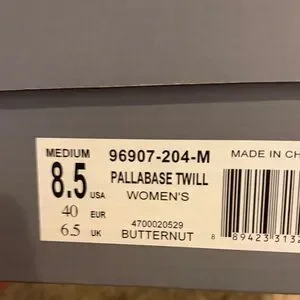 MEDIUM
8.5 USA
40 EUR
6.5 UK
96907-204-M
PALLABASE TWILL
WOMEN'S
4700020529
BUTTERNUT
MADE IN CH
8 89423 3132